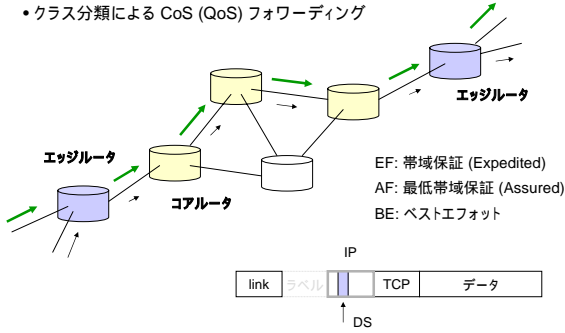 • クラス分類による CoS (QoS) フォワーディング
エッジルータ
エッジルータ
コアルータ
EF: 帯域保証 (Expedited)
AF: 最低帯域保証 (Assured)
BE: ベストエフォット
IP
link ラベル TCP データ
DS